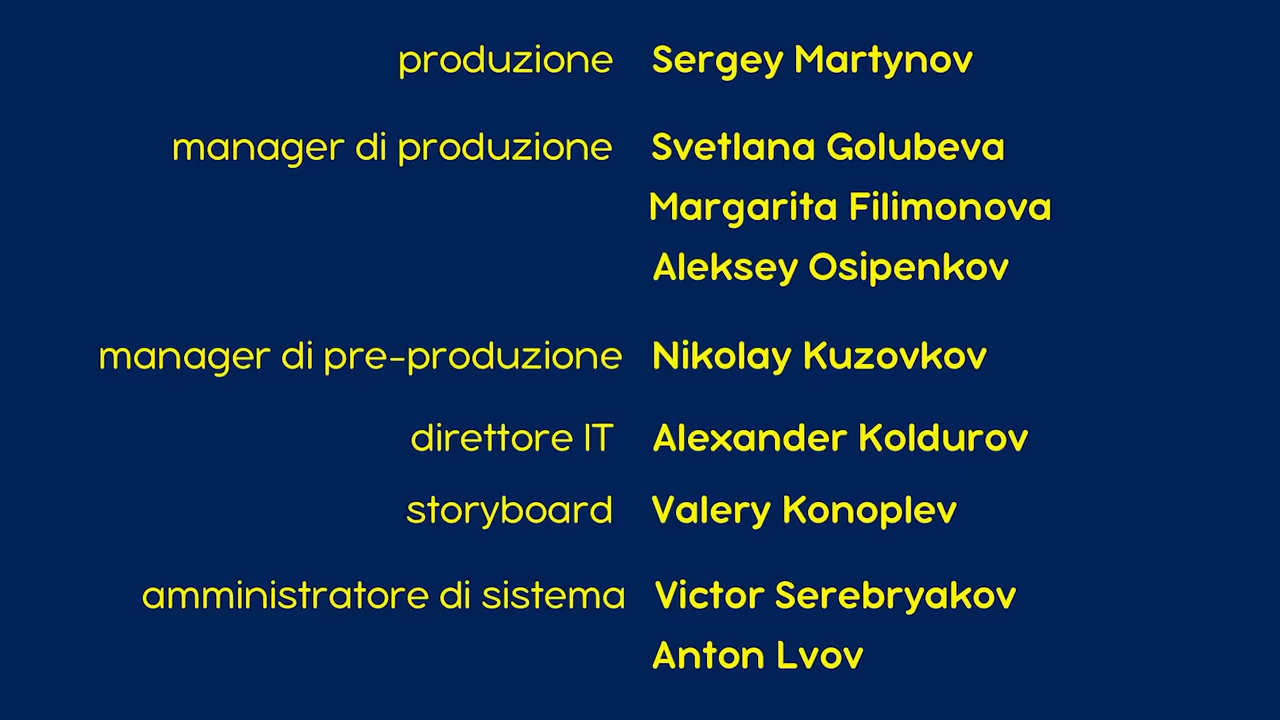 produzione Sergey Martynov
manager di produzione Svetlana Golubeva
Margarita Filimonova
Aleksey Osipenkov
manager di pre-produzione Nikolay Kuzovkov
direttore IT Alexander Koldurov
storyboard Valery Konoplev
amministratore di sistema Victor Serebryakov
Anton Lvov